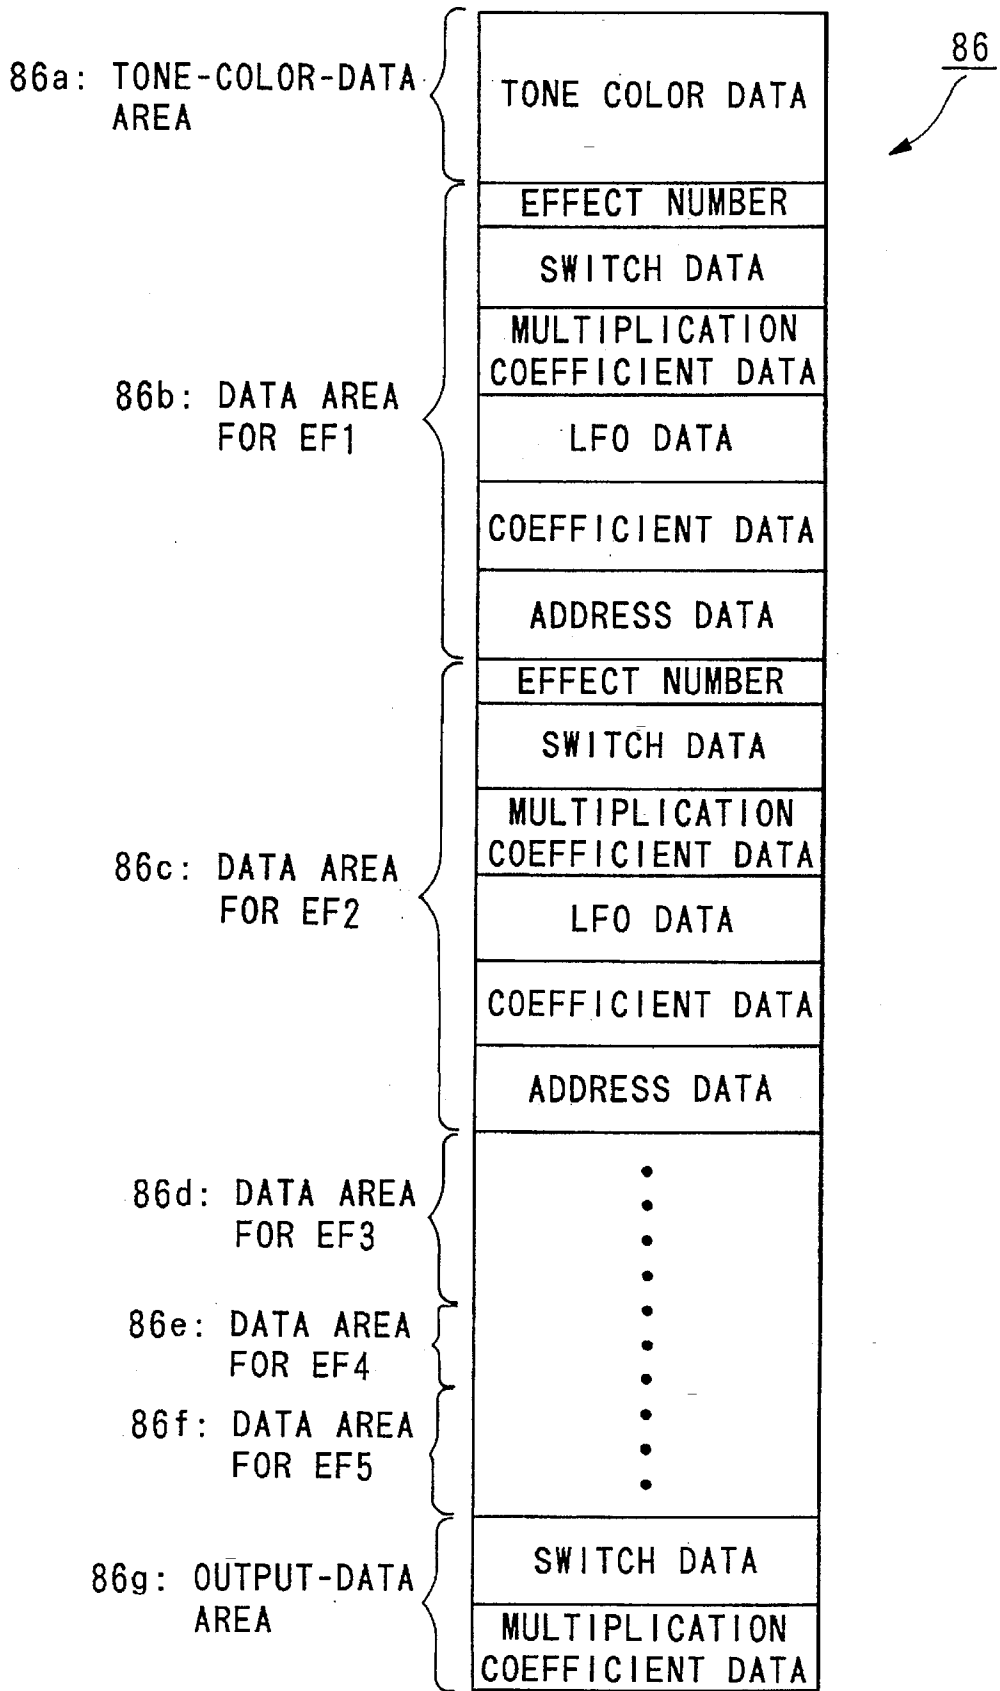 86
86a: TONE-COLOR-DATA
AREA
TONE COLOR DATA
86b: DATA AREA
FOR EF1
EFFECT NUMBER
SWITCH DATA
MULTIPLICATION
COEFFICIENT DATA
LFO DATA
COEFFICIENT DATA
ADDRESS DATA
86c: DATA AREA
FOR EF2
EFFECT NUMBER
SWITCH DATA
MULTIPLICATION
COEFFICIENT DATA
LFO DATA
COEFFICIENT DATA
ADDRESS DATA
86d: DATA AREA
FOR EF3
86e: DATA AREA
FOR EF4
86f: DATA AREA
FOR EF5
86g: OUTPUT-DATA
AREA
SWITCH DATA
MULTIPLICATION
COEFFICIENT DATA